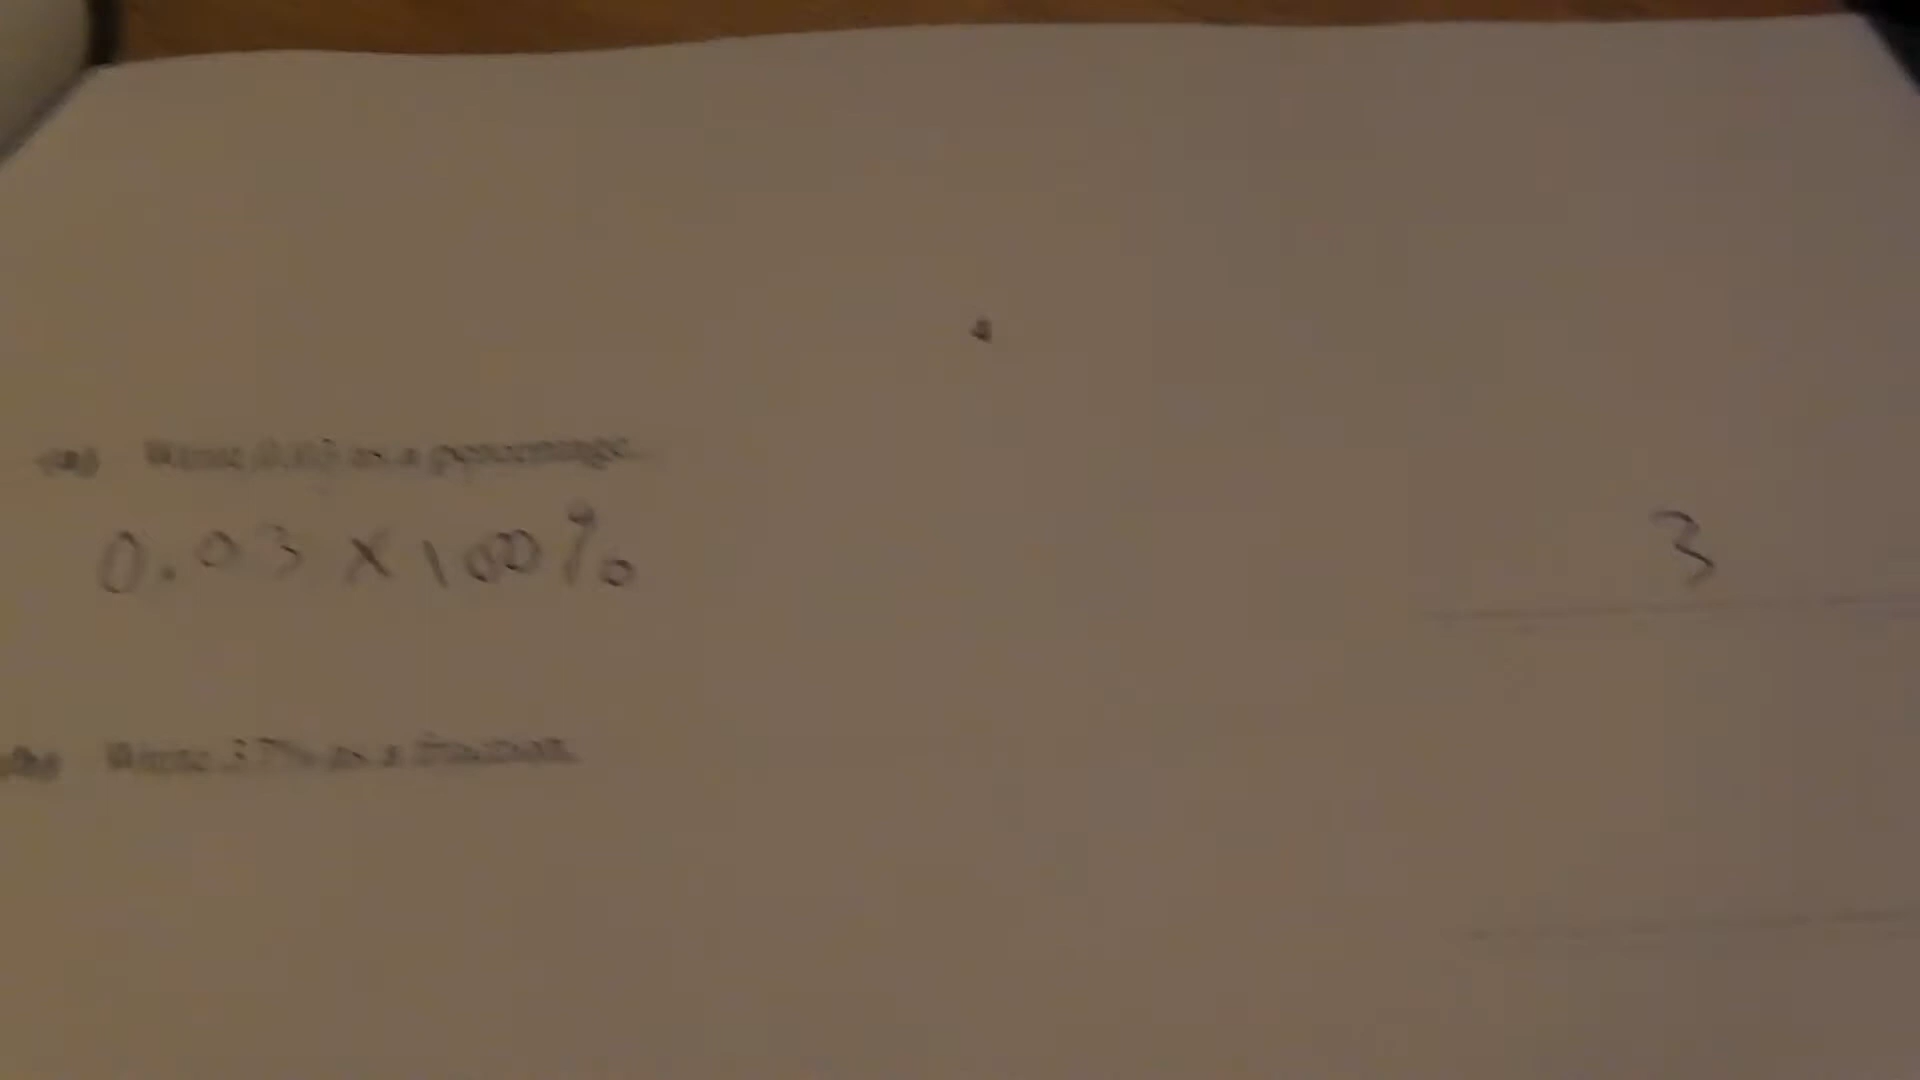 4
(a) Write 0.03 as a percentage.
0.03 × 100%
3
(b) Write 37% as a fraction.